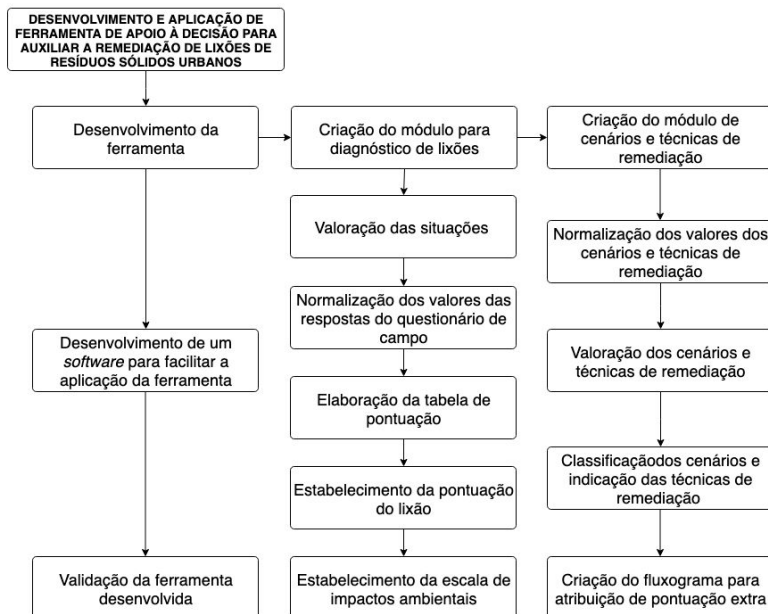 DESENVOLVIMENTO E APLICAÇÃO DE
FERRAMENTA DE APOIO À DECISÃO PARA
AUXILIAR A REMEDIAÇÃO DE LIXÕES DE
RESÍDUOS SÓLIDOS URBANOS
Desenvolvimento da
ferramenta
Desenvolvimento de um
software para facilitar a
aplicação da ferramenta
Validação da ferramenta
desenvolvida
Criação do módulo para
diagnóstico de lixões
Valoração das situações
Normalização dos valores das
respostas do questionário de
campo
Elaboração da tabela de
pontuação
Estabelecimento da pontuação
do lixão
Estabelecimento da escala de
impactos ambientais
Criação do módulo de
cenários e técnicas de
remediação
Normalização dos valores dos
cenários e técnicas de
remediação
Valoração dos cenários e
técnicas de remediação
Classificaçãodos cenários e
indicação das técnicas de
remediação
Criação do fluxograma para
atribuição de pontuação extra